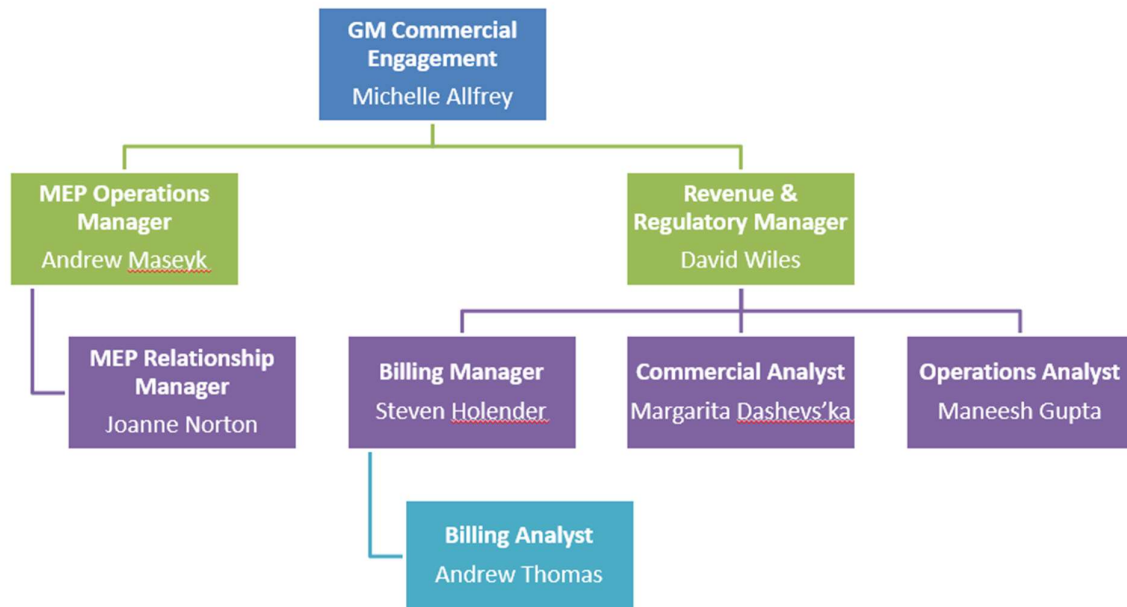 GM Commercial
Engagement
Michelle Allfrey
MEP Operations
Manager
Andrew Maseyk
Revenue &
Regulatory Manager
David Wiles
MEP Relationship
Manager
Joanne Norton
Billing Manager
Steven Holender
Commercial Analyst
Margarita Dashevs’ka
Operations Analyst
Maneesh Gupta
Billing Analyst
Andrew Thomas